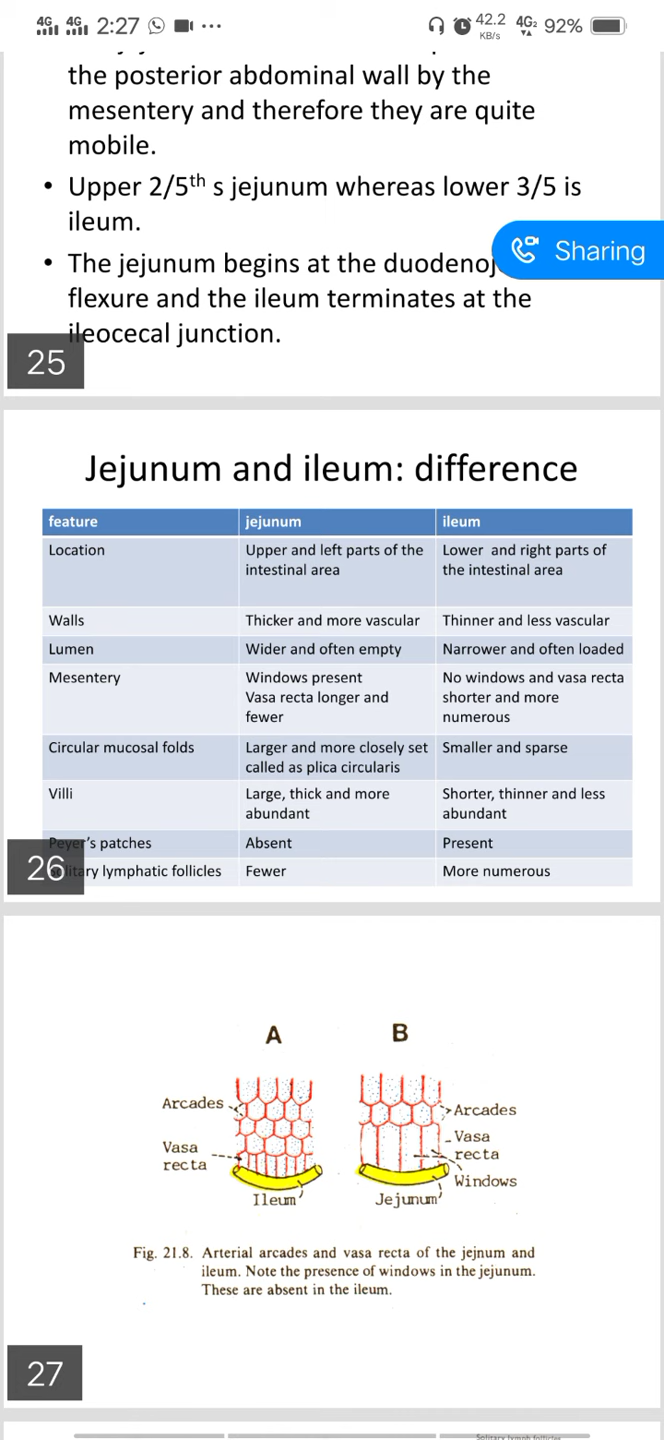 4G 4G 2:27 ... 42.2 KB/s 4G2 92%
the posterior abdominal wall by the
mesentery and therefore they are quite
mobile.
• Upper 2/5th s jejunum whereas lower 3/5 is
ileum.
Sharing
• The jejunum begins at the duodenoj
flexure and the ileum terminates at the
ileocecal junction.
25
Jejunum and ileum: difference
feature jejunum ileum
Location Upper and left parts of the Lower and right parts of
intestinal area the intestinal area
Walls Thicker and more vascular Thinner and less vascular
Lumen Wider and often empty Narrower and often loaded
Mesentery Windows present No windows and vasa recta
Vasa recta longer and shorter and more
fewer numerous
Circular mucosal folds Larger and more closely set Smaller and sparse
called as plica circularis
Villi Large, thick and more Shorter, thinner and less
abundant abundant
Peyer's patches Absent Present
Solitary lymphatic follicles Fewer More numerous
26
A B
Arcades Arcades
Vasa Vasa
recta recta
Windows
Ileum Jejunum
Fig. 21.8. Arterial arcades and vasa recta of the jejnum and
ileum. Note the presence of windows in the jejunum.
These are absent in the ileum.
27
Solitary lymph follicles